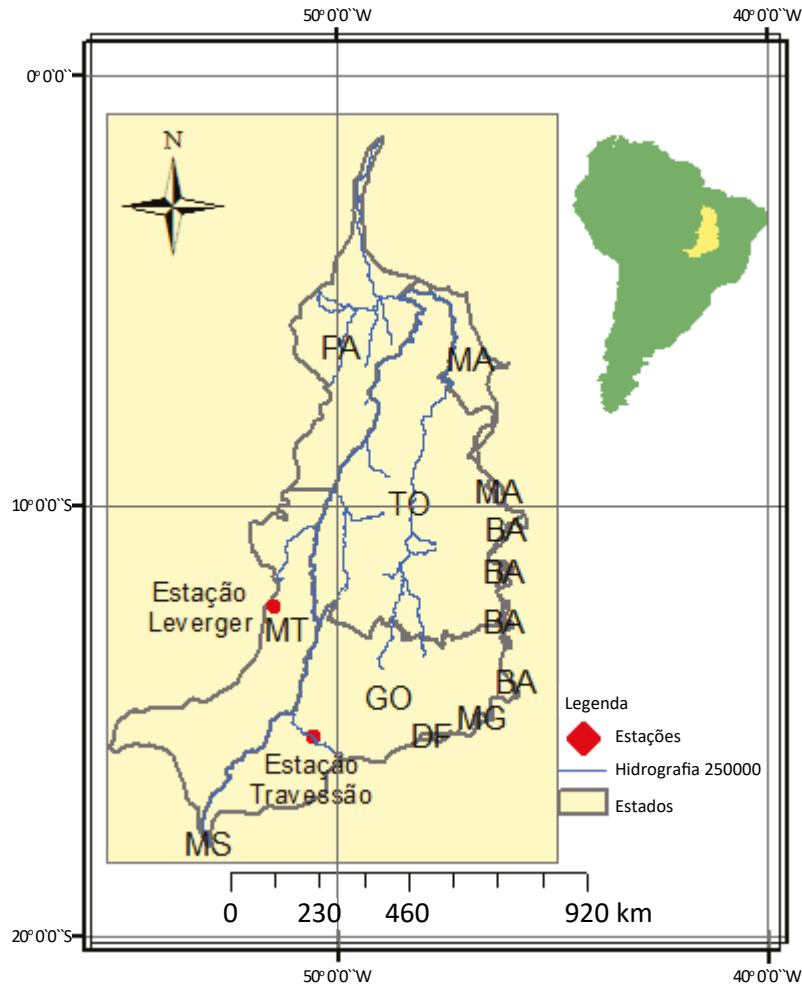 50° 0'0``W
40° 0'0``W
0° 0'0``
N
PA
MA
TO
MA
10° 0'0``S
BA
BA
Estação
Leverger
MT
BA
BA
GO
MG
DF
Estação
Travessão
MS
Legenda
Estações
Hidrografia 250000
Estados
0
230
460
920 km
20° 0'0``S
50° 0'0``W
40° 0'0``W